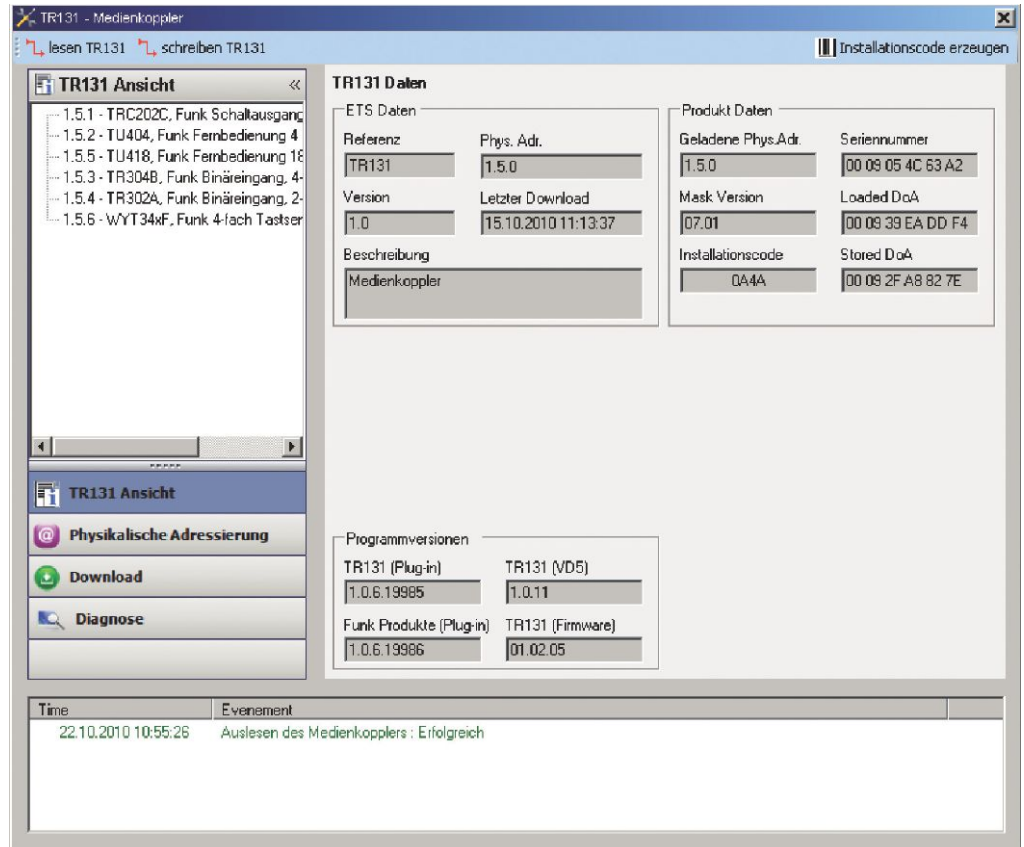 TR131 - Medienkoppler
lesen TR131 schreiben TR131 Installationscode erzeugen
TR131 Ansicht «
1.5.1 - TRC202C, Funk Schaltausgang
1.5.2 - TU404, Funk Fernbedienung 4
1.5.5 - TU418, Funk Fernbedienung 18
1.5.3 - TR304B, Funk Binäreingang, 4-
1.5.4 - TR302A, Funk Binäreingang, 2-
1.5.6 - WYT34xF, Funk 4-fach Tastser
TR131 Ansicht
Physikalische Adressierung
Download
Diagnose
TR131 Daten
ETS Daten
Referenz Phys. Adr.
TR131 1.5.0
Version Letzter Download
1.0 15.10.2010 11:13:37
Beschreibung
Medienkoppler
Produkt Daten
Geladene Phys.Adr. Seriennummer
1.5.0 00 09 05 4C 63 A2
Mask Version Loaded DoA
07.01 00 09 39 EA DD F4
Installationscode Stored DoA
0A4A 00 09 2F A8 82 7E
Programmversionen
TR131 (Plug-in) TR131 (VD5)
1.0.6.19985 1.0.11
Funk Produkte (Plug-in) TR131 (Firmware)
1.0.6.19986 01.02.05
Time Evenement
22.10.2010 10:55:26 Auslesen des Medienkopplers : Erfolgreich